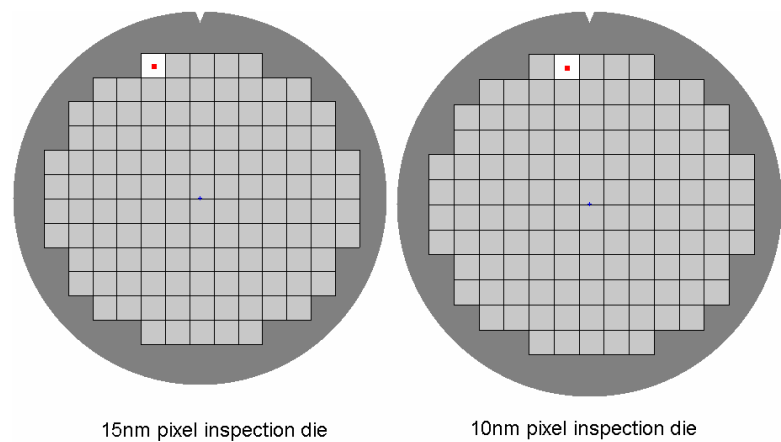 15nm pixel inspection die
10nm pixel inspection die